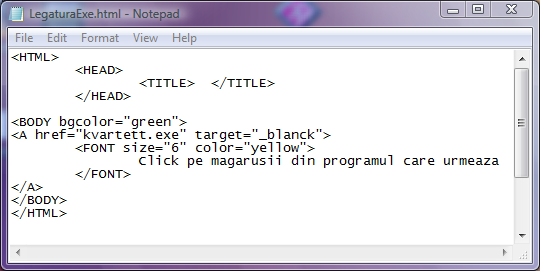 LegaturaExe.html - Notepad
File Edit Format View Help
<HTML>
<HEAD>
<TITLE> </TITLE>
</HEAD>
<BODY bgcolor="green">
<A href="kvartett.exe" target="_blanck">
<FONT size="6" color="yellow">
Click pe magarusii din programul care urmeaza
</FONT>
</A>
</BODY>
</HTML>